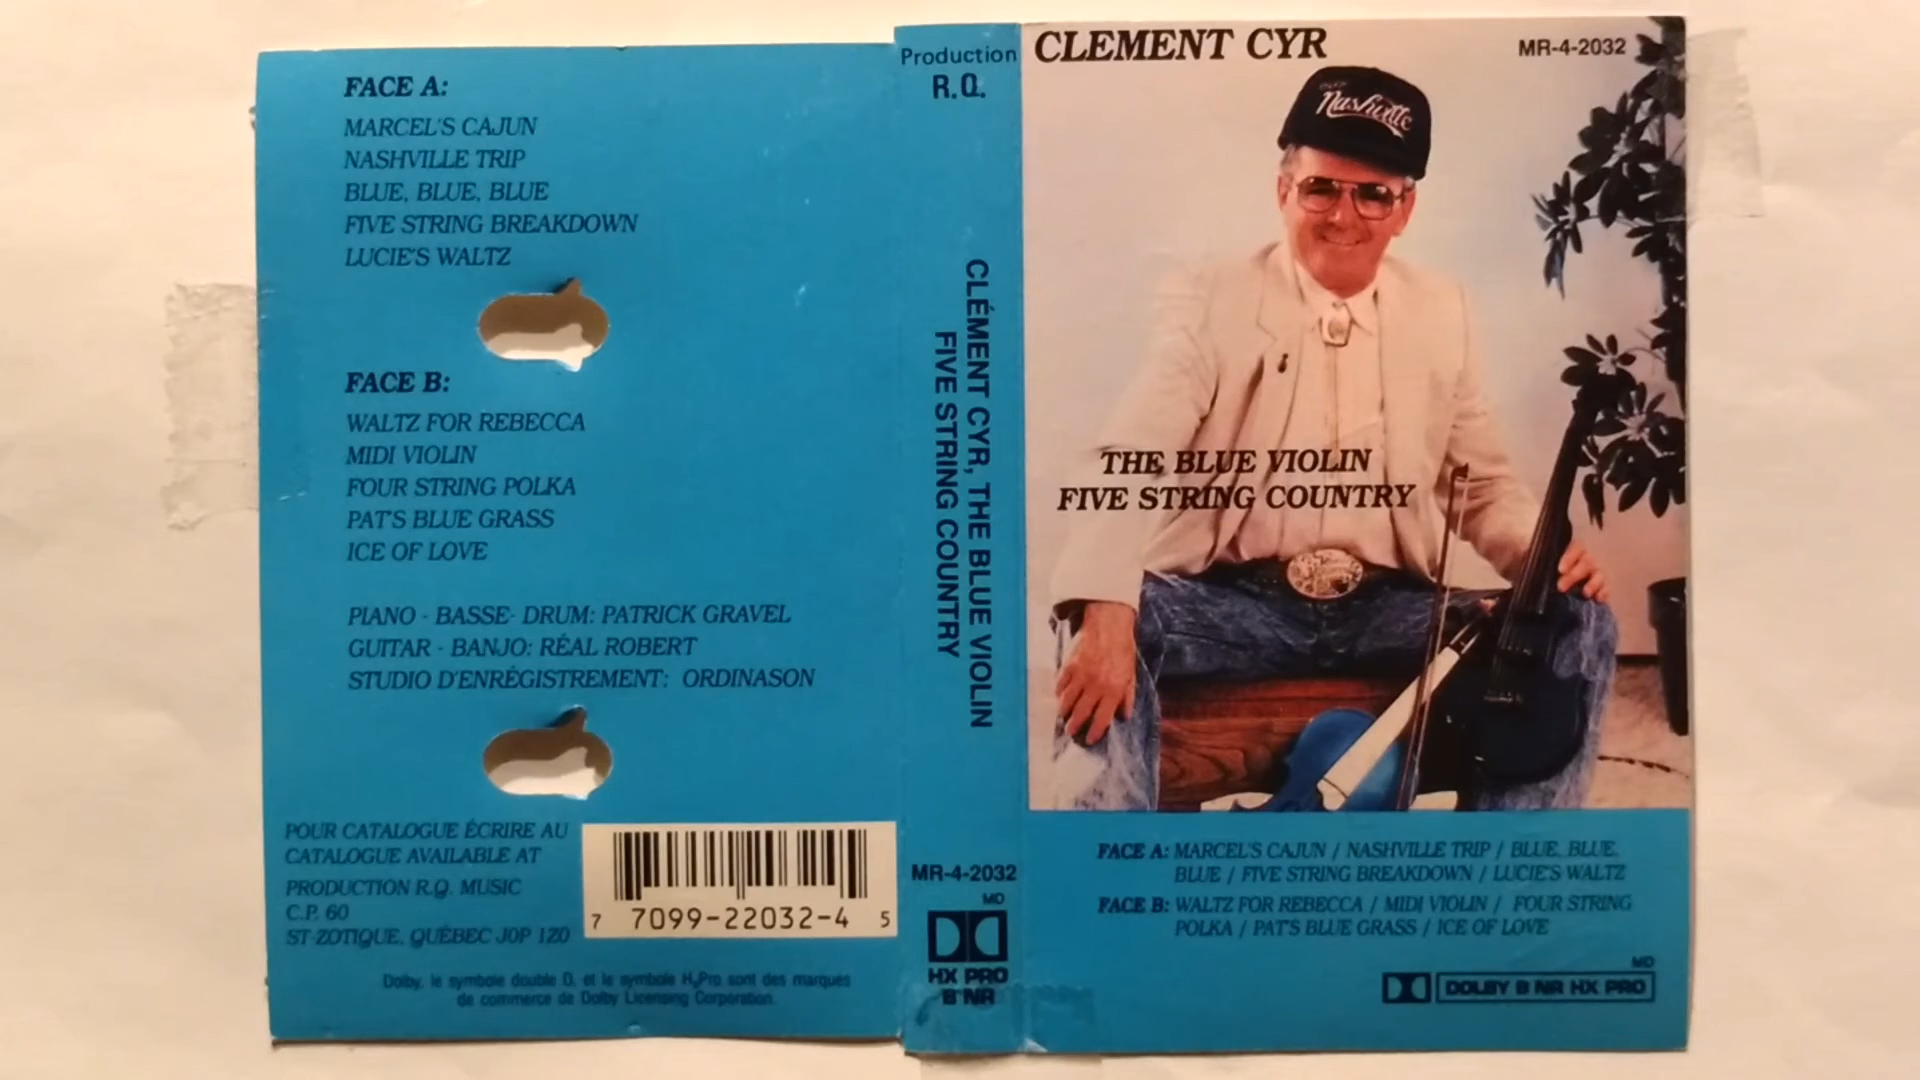 FACE A:
MARCEL'S CAJUN
NASHVILLE TRIP
BLUE, BLUE, BLUE
FIVE STRING BREAKDOWN
LUCIE'S WALTZ
FACE B:
WALTZ FOR REBECCA
MIDI VIOLIN
FOUR STRING POLKA
PAT'S BLUE GRASS
ICE OF LOVE
PIANO - BASSE- DRUM: PATRICK GRAVEL
GUITAR - BANJO: RÉAL ROBERT
STUDIO D'ENRÉGISTREMENT: ORDINASON
POUR CATALOGUE ÉCRIRE AU
CATALOGUE AVAILABLE AT
PRODUCTION R.Q. MUSIC
C.P. 60
ST-ZOTIQUE, QUÉBEC J0P 1Z0
7 7099-22032-4 5
Dolby, le symbole double D, et le symbole HxPro sont des marques
de commerce de Dolby Licensing Corporation.
Production
R.Q.
CLÉMENT CYR, THE BLUE VIOLIN
FIVE STRING COUNTRY
MR-4-2032
MD
HX PRO
B NR
CLEMENT CYR
MR-4-2032
Nashville
THE BLUE VIOLIN
FIVE STRING COUNTRY
FACE A: MARCEL'S CAJUN / NASHVILLE TRIP / BLUE, BLUE,
BLUE / FIVE STRING BREAKDOWN / LUCIE'S WALTZ
FACE B: WALTZ FOR REBECCA / MIDI VIOLIN / FOUR STRING
POLKA / PAT'S BLUE GRASS / ICE OF LOVE
MD
DOLBY B NR HX PRO